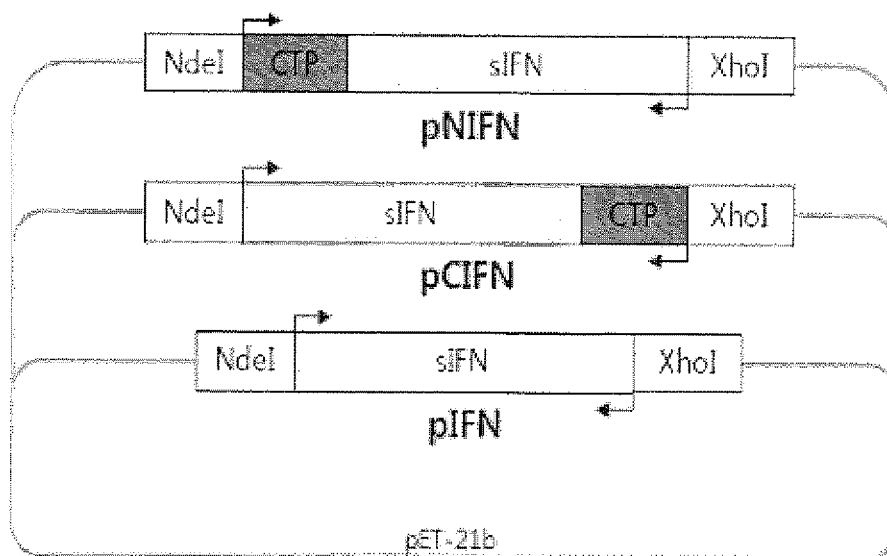 NdeI CTP sIFN XhoI
pNIFN
NdeI sIFN CTP XhoI
pCIFN
NdeI sIFN XhoI
pIFN
pET-21b